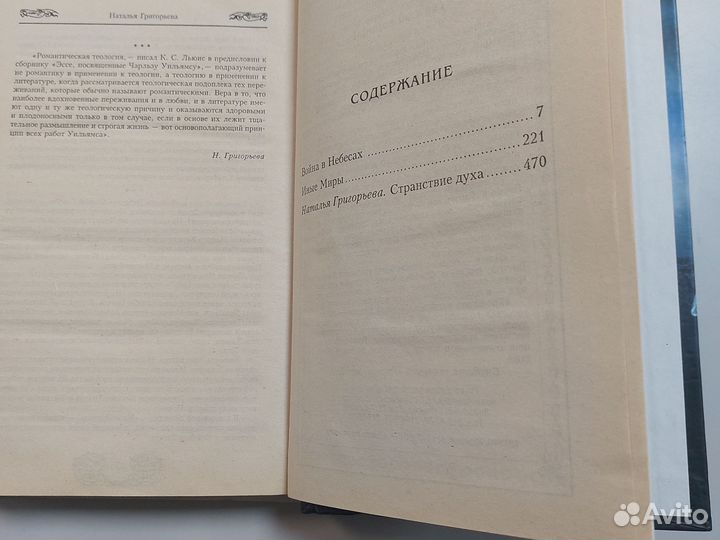 Наталья Григорьева
* * *
«Романтическая теология,— писал К. С. Льюис в предисловии к
сборнику «Эссе, посвященные Чарльзу Уильямсу»,— подразумевает
не романтику в применении к теологии, а теологию в применении к
литературе, когда рассматривается теологическая подоплека тех пере-
живаний, которые обычно называют романтическими. Вера в то, что
наиболее вдохновенные переживания и в любви, и в литературе име-
ют одну и ту же теологическую причину и оказываются здоровыми
и плодоносными только в том случае, если в основе их лежит тща-
тельное размышление и строгая жизнь — вот основополагающий прин-
цип всех работ Уильямса».
Н. Григорьева
СОДЕРЖАНИЕ
Война в Небесах 7
Иные Миры 221
Наталья Григорьева. Странствие духа 470
Avito